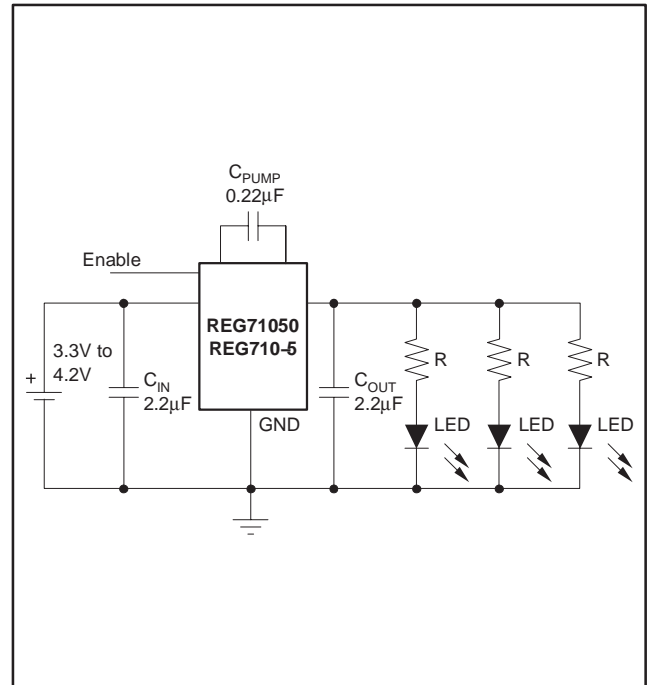 C_PUMP
0.22μF
Enable
REG71050
REG710-5
3.3V to
4.2V
+
C_IN
2.2μF
C_OUT
2.2μF
GND
R
R
R
LED
LED
LED